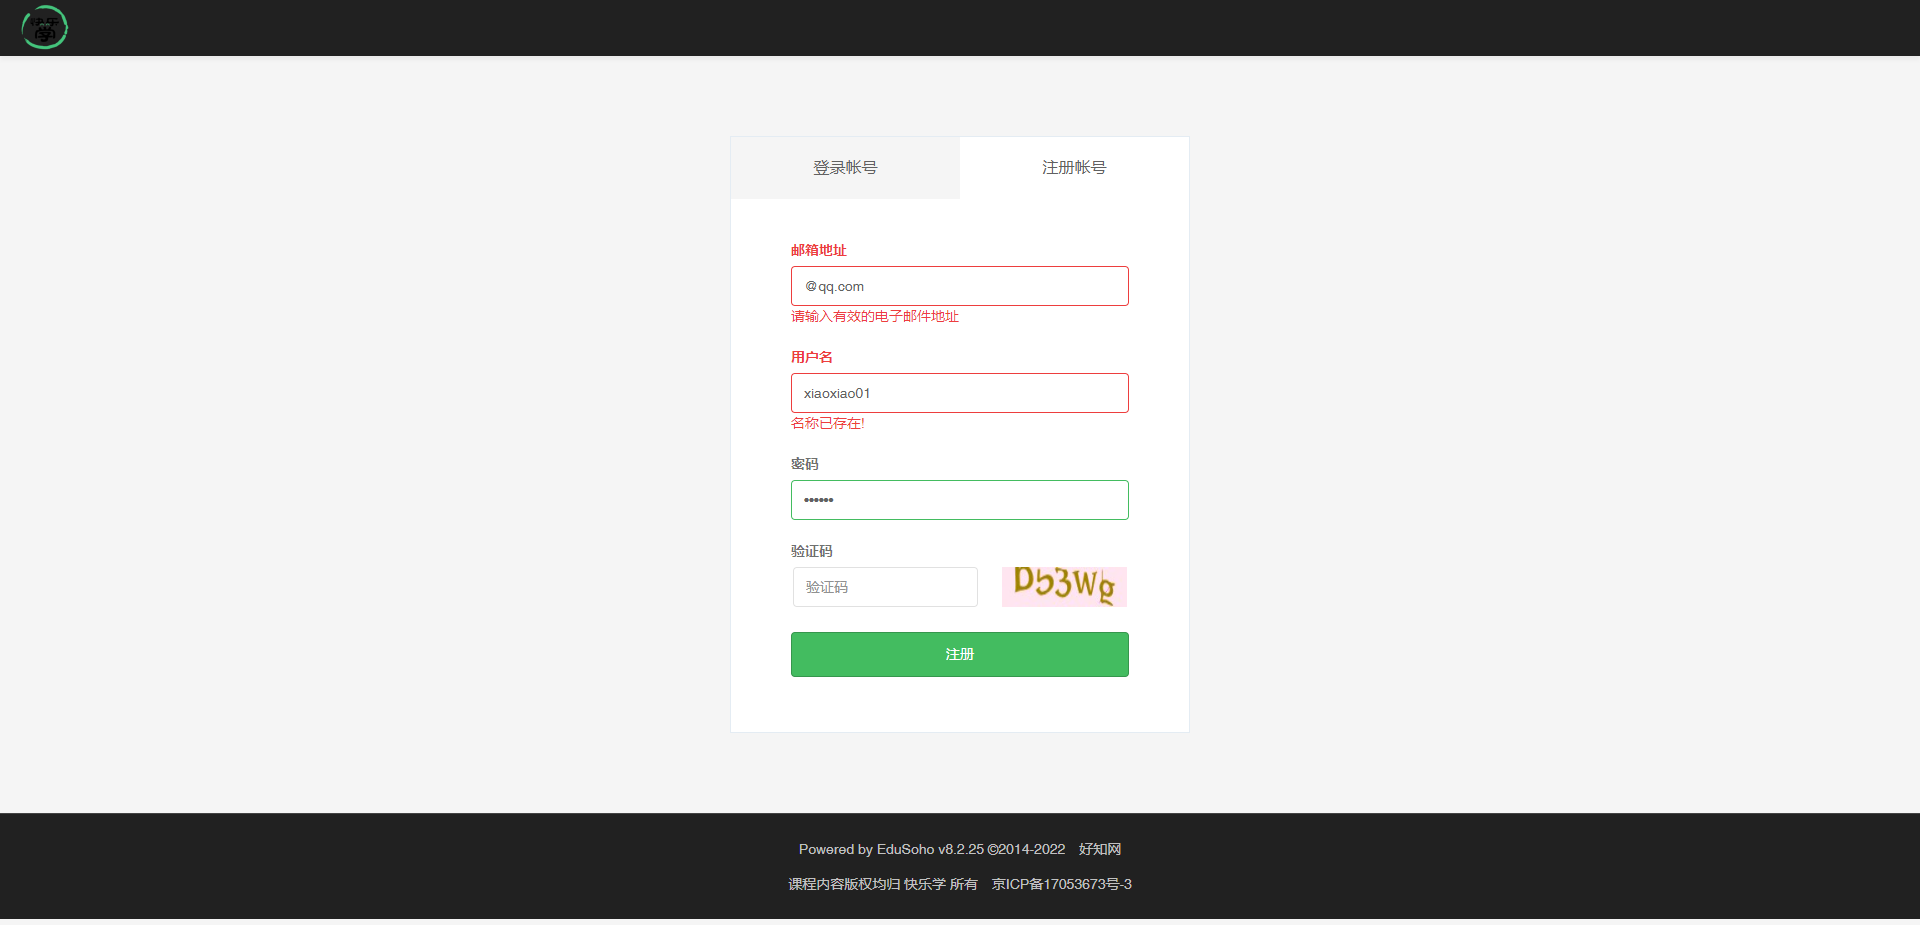 快乐
學
登录帐号
注册帐号
邮箱地址
@qq.com
请输入有效的电子邮件地址
用户名
xiaoxiao01
名称已存在!
密码
••••••
验证码
验证码
注册
Powered by EduSoho v8.2.25 ©2014-2022 好知网
课程内容版权均归 快乐学 所有 京ICP备17053673号-3